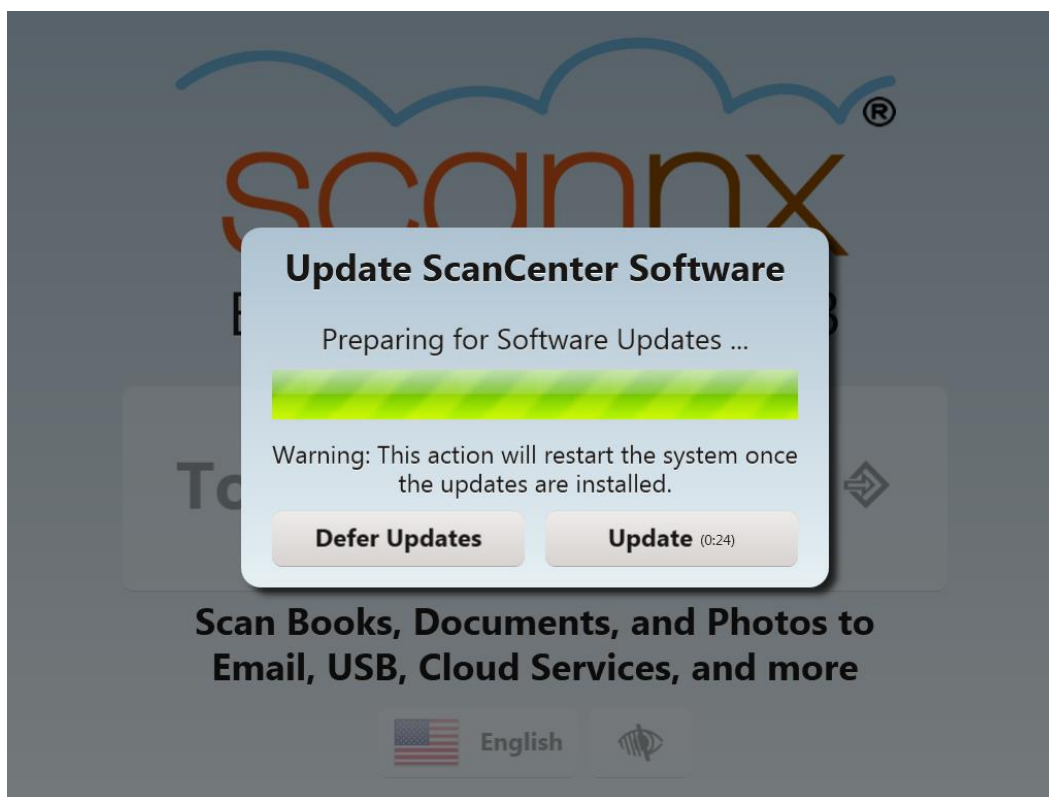 scannx®
Update ScanCenter Software
Preparing for Software Updates ...
Warning: This action will restart the system once
the updates are installed.
Defer Updates
Update (0:24)
Scan Books, Documents, and Photos to
Email, USB, Cloud Services, and more
English